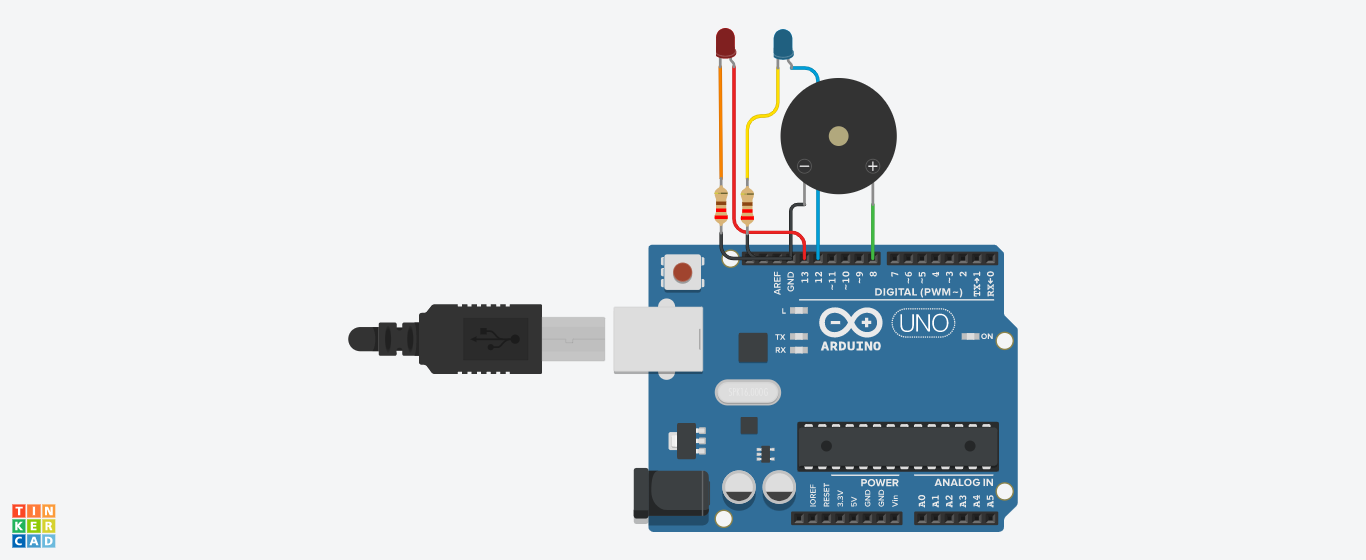 AREF
GND
13
12
~11
~10
~9
8
7
~6
~5
4
~3
2
TX→1
RX←0
DIGITAL (PWM~)
L
TX
RX
UNO
ARDUINO
ON
POWER
ANALOG IN
IOREF
RESET
3.3V
5V
GND
GND
Vin
A0
A1
A2
A3
A4
A5
TIN
KER
CAD